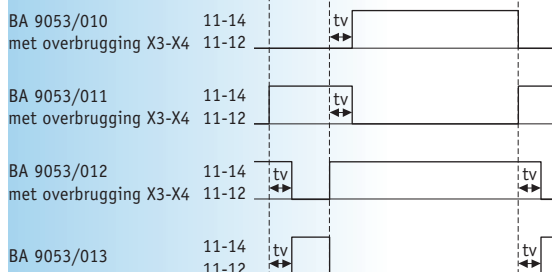 BA 9053/010 11-14 tv
met overbrugging X3-X4 11-12
BA 9053/011 11-14 tv
met overbrugging X3-X4 11-12
BA 9053/012 11-14 tv tv
met overbrugging X3-X4 11-12
BA 9053/013 11-14 tv tv
11-12